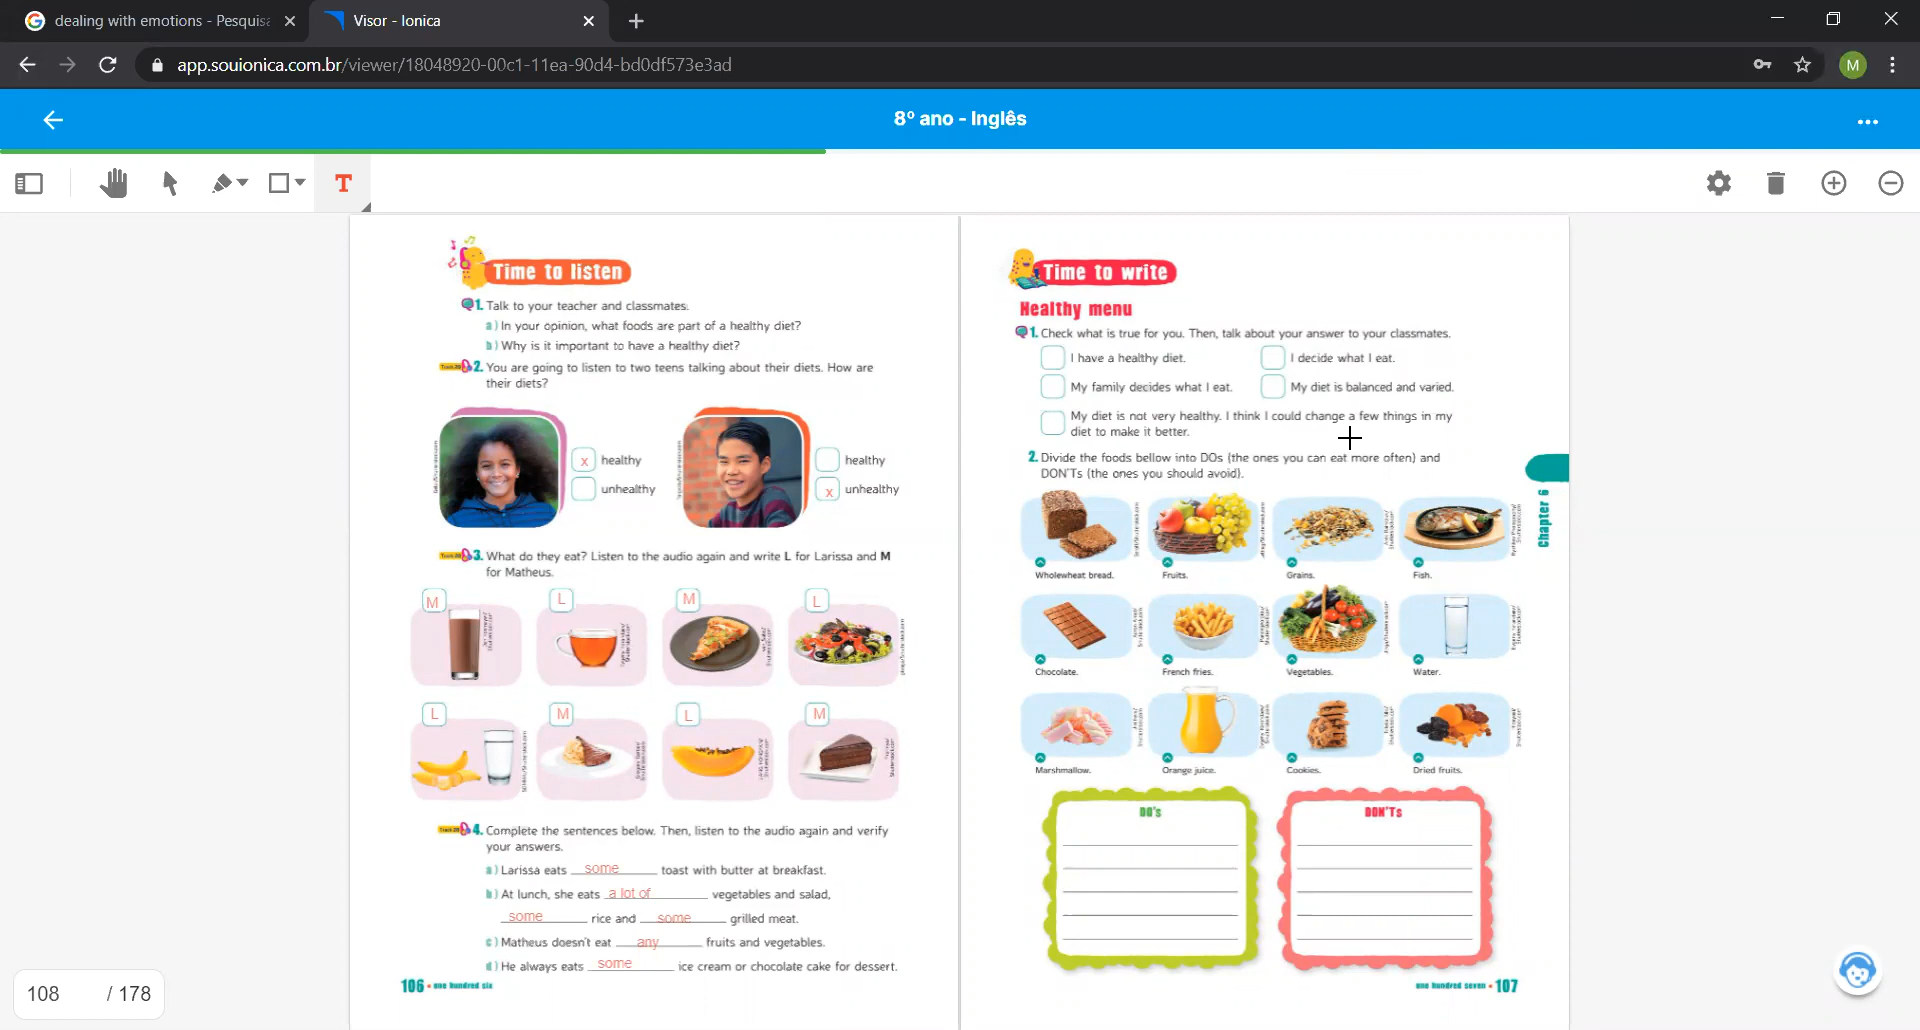 dealing with emotions - Pesquisa
Visor - Ionica
app.souionica.com.br/viewer/18048920-00c1-11ea-90d4-bd0df573e3ad
M
8º ano - Inglês
T
Time to listen
1. Talk to your teacher and classmates.
a) In your opinion, what foods are part of a healthy diet?
b) Why is it important to have a healthy diet?
2. You are going to listen to two teens talking about their diets. How are
their diets?
x healthy
unhealthy
healthy
x unhealthy
3. What do they eat? Listen to the audio again and write L for Larissa and M
for Matheus.
M L M L
L M L M
4. Complete the sentences below. Then, listen to the audio again and verify
your answers.
a) Larissa eats some toast with butter at breakfast.
b) At lunch, she eats a lot of vegetables and salad,
some rice and some grilled meat.
c) Matheus doesn't eat any fruits and vegetables.
d) He always eats some ice cream or chocolate cake for dessert.
106 • one hundred six
Time to write
Healthy menu
1. Check what is true for you. Then, talk about your answer to your classmates.
I have a healthy diet. I decide what I eat.
My family decides what I eat. My diet is balanced and varied.
My diet is not very healthy. I think I could change a few things in my
diet to make it better.
2. Divide the foods bellow into DOs (the ones you can eat more often) and
DON'Ts (the ones you should avoid).
Wholewheat bread. Fruits. Grains. Fish.
Chocolate. French fries. Vegetables. Water.
Marshmallow. Orange juice. Cookies. Dried fruits.
DO's
DON'Ts
Chapter 6
one hundred seven • 107
108 / 178